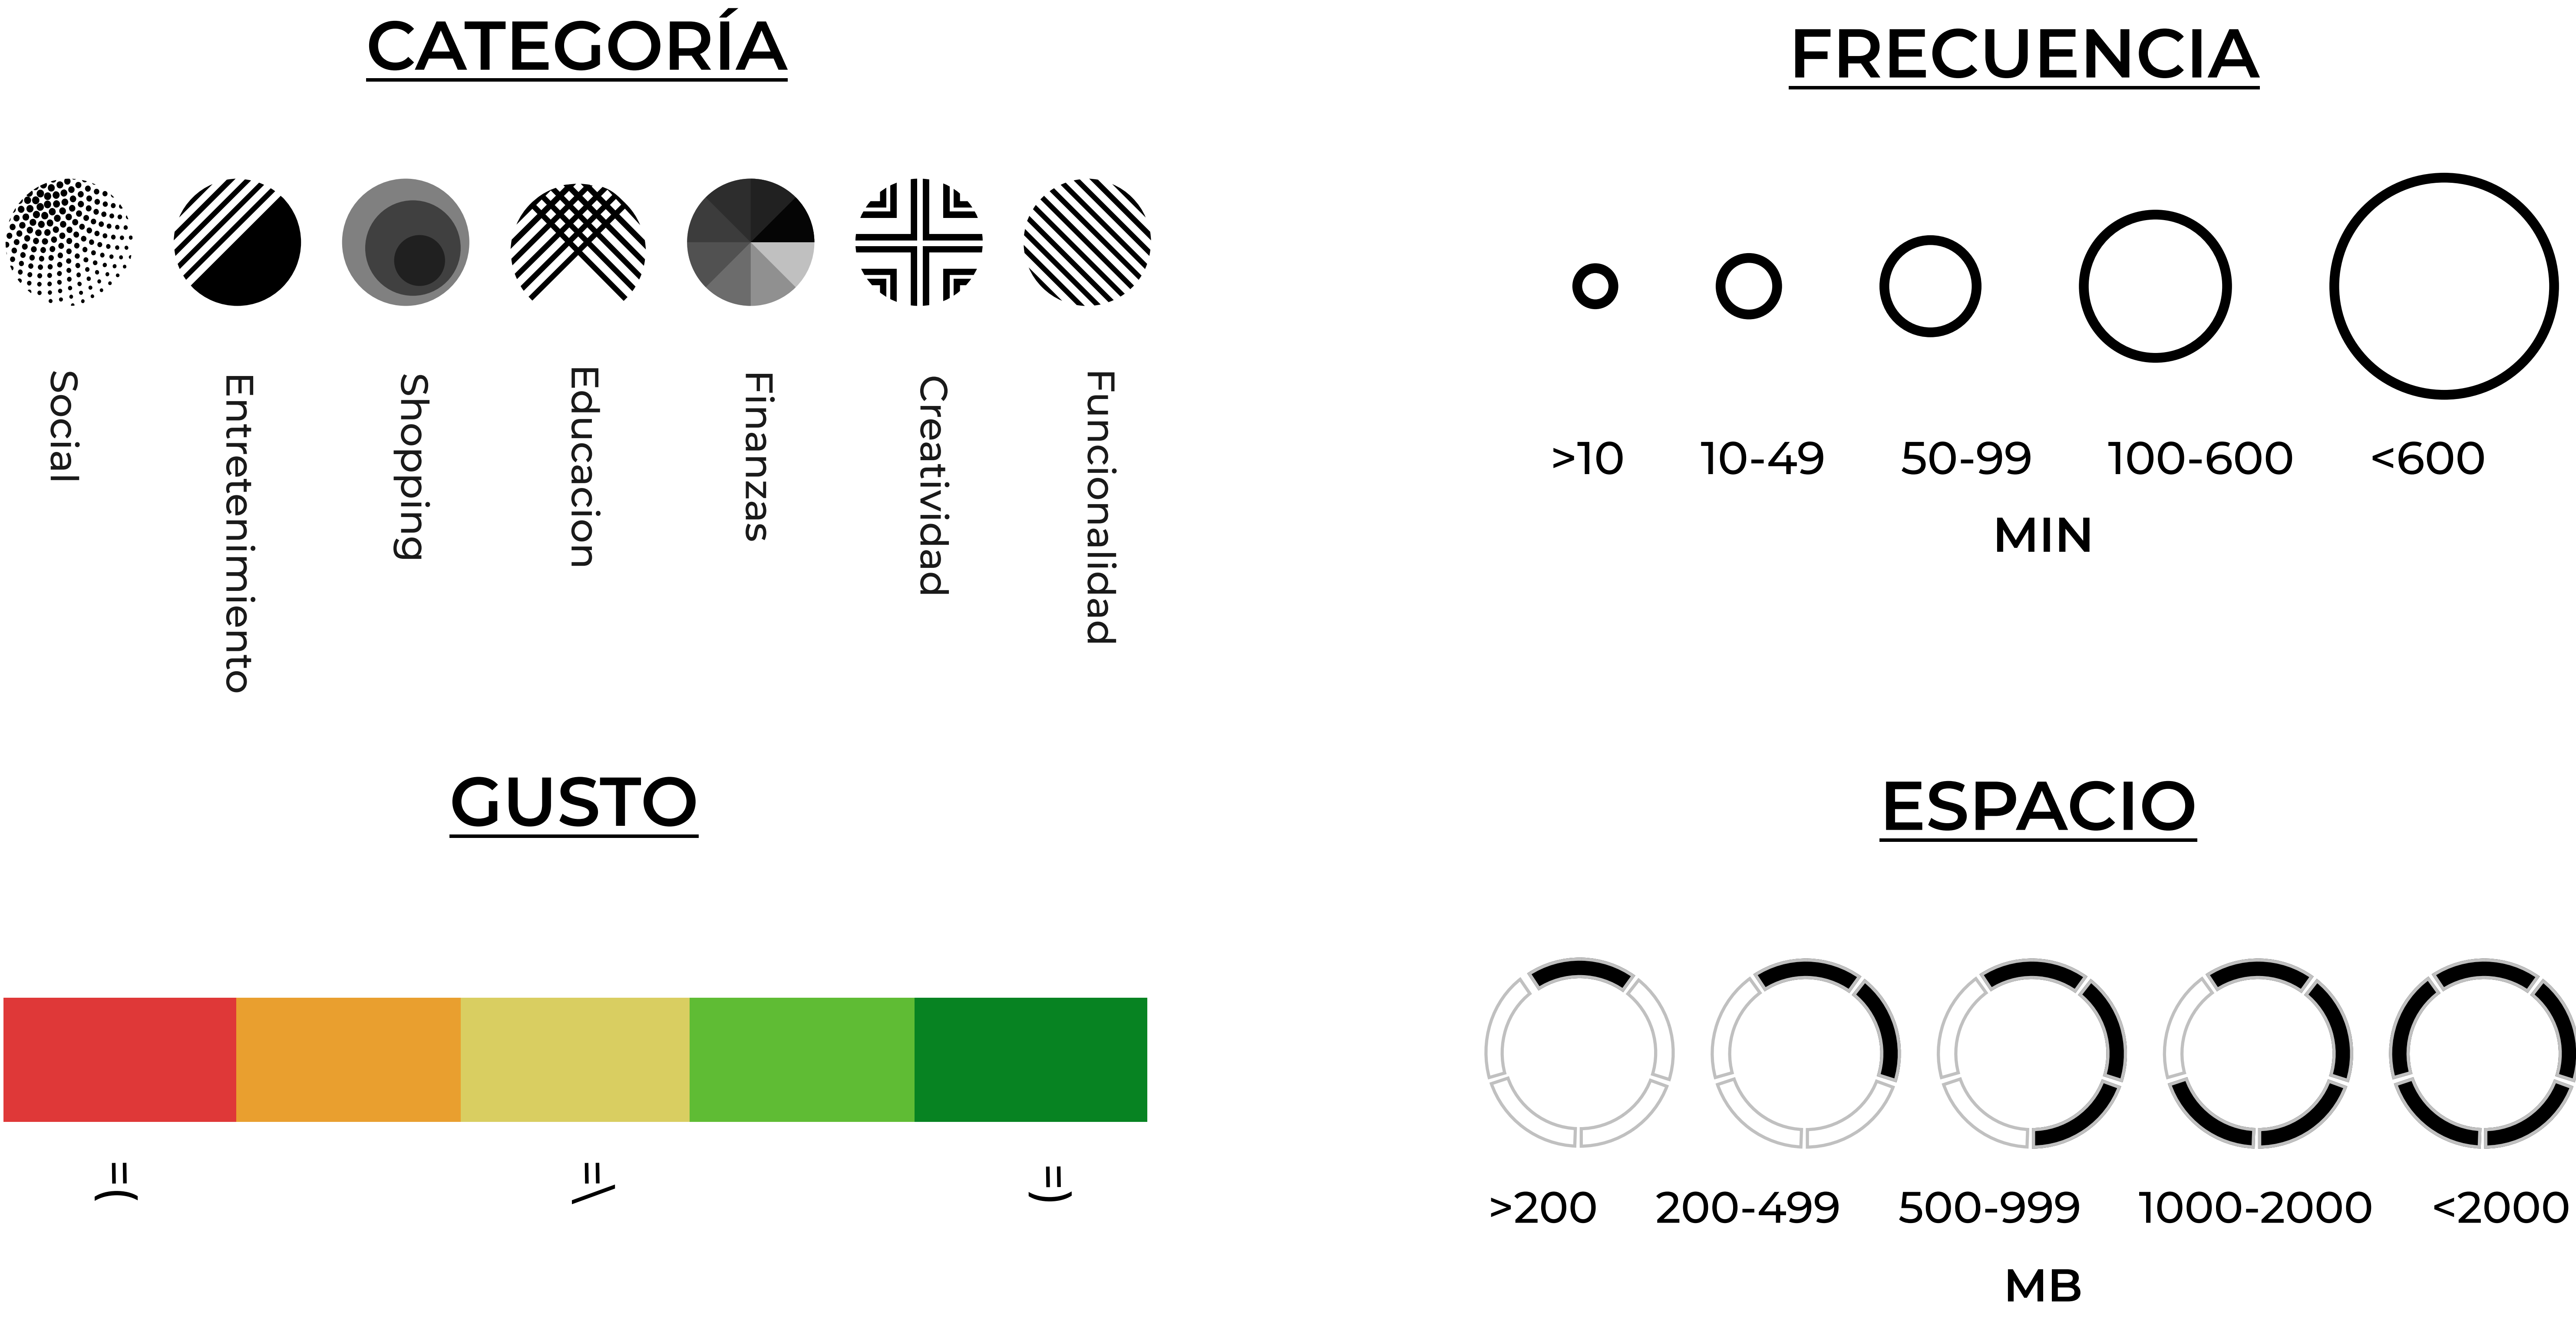 CATEGORÍA
Social
Entretenimiento
Shopping
Educacion
Finanzas
Creatividad
Funcionalidad
FRECUENCIA
>10 10-49 50-99 100-600 <600
MIN
GUSTO
=( =/ =)
ESPACIO
>200 200-499 500-999 1000-2000 <2000
MB